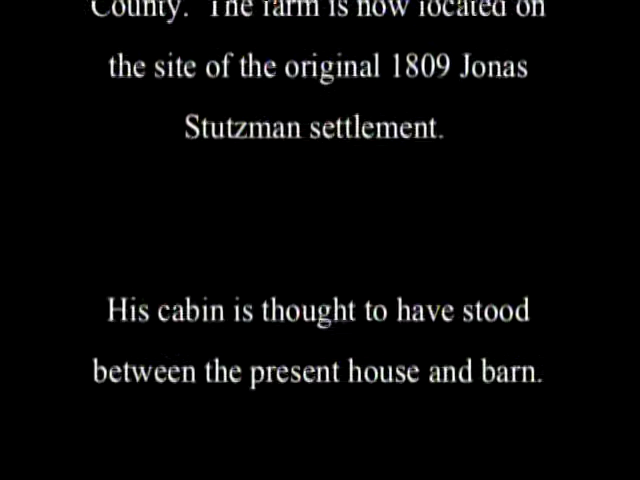 County. The farm is now located on
the site of the original 1809 Jonas
Stutzman settlement.
His cabin is thought to have stood
between the present house and barn.